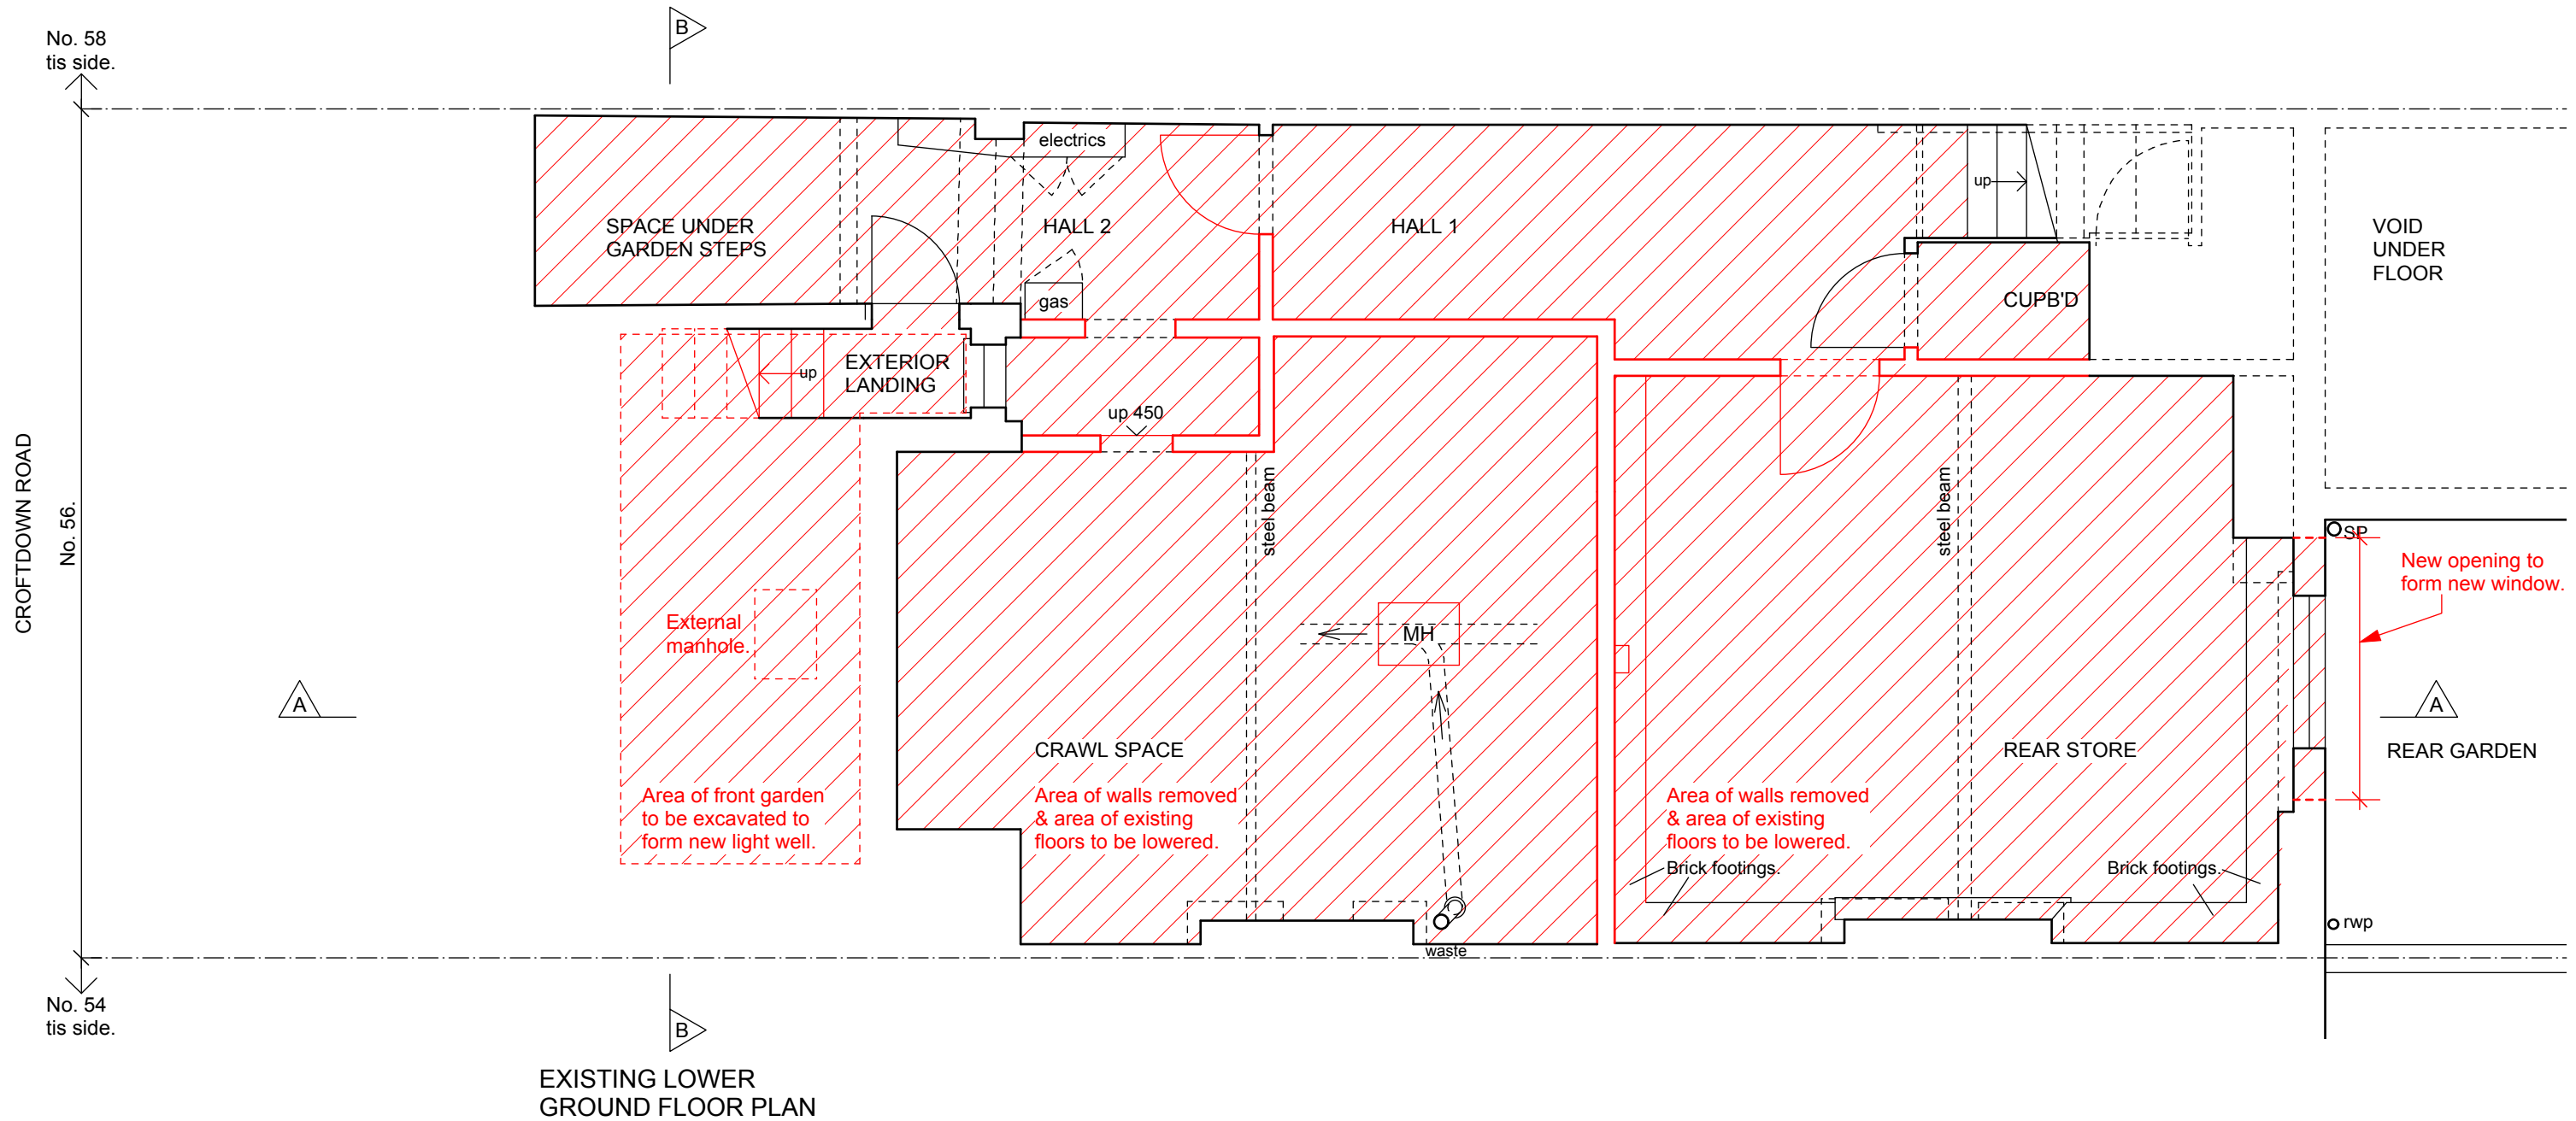 B
No. 58
tis side.
electrics
up
SPACE UNDER
GARDEN STEPS
HALL 2
HALL 1
VOID
UNDER
FLOOR
gas
CUPB'D
EXTERIOR
LANDING
up
up 450
CROFTDOWN ROAD
No. 56.
steel beam
steel beam
SP
New opening to
form new window.
External
manhole.
MH
A
A
CRAWL SPACE
REAR STORE
REAR GARDEN
Area of front garden
to be excavated to
form new light well.
Area of walls removed
& area of existing
floors to be lowered.
Area of walls removed
& area of existing
floors to be lowered.
Brick footings.
Brick footings.
rwp
waste
No. 54
tis side.
B
EXISTING LOWER
GROUND FLOOR PLAN